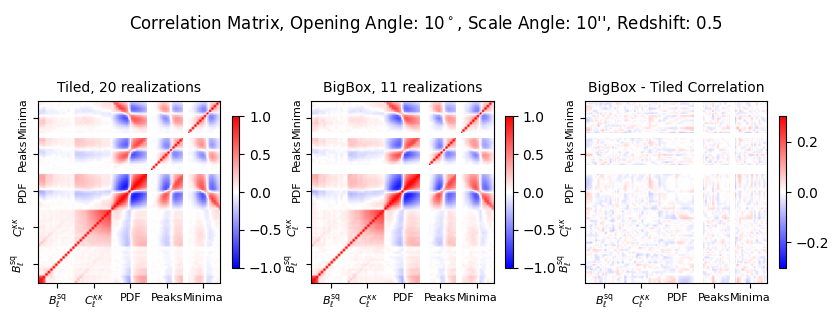 Correlation Matrix, Opening Angle: 10°, Scale Angle: 10'', Redshift: 0.5
Tiled, 20 realizations
Minima
Peaks
PDF
C_ℓ^κκ
B_ℓ^sq
B_ℓ^sq C_ℓ^κκ PDF Peaks Minima
1.0
0.5
0.0
−0.5
−1.0
BigBox, 11 realizations
Minima
Peaks
PDF
C_ℓ^κκ
B_ℓ^sq
B_ℓ^sq C_ℓ^κκ PDF Peaks Minima
1.0
0.5
0.0
−0.5
−1.0
BigBox - Tiled Correlation
Minima
Peaks
PDF
C_ℓ^κκ
B_ℓ^sq
B_ℓ^sq C_ℓ^κκ PDF Peaks Minima
0.2
0.0
−0.2